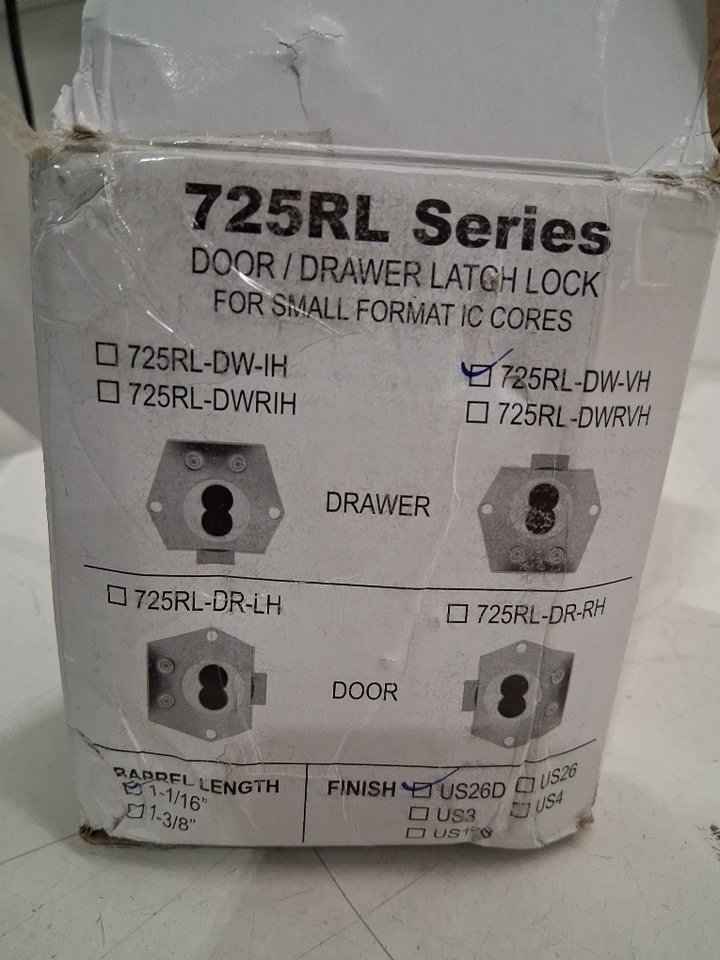 725RL Series
DOOR / DRAWER LATCH LOCK
FOR SMALL FORMAT IC CORES
☐ 725RL-DW-IH
☐ 725RL-DWRIH
☑ 725RL-DW-VH
☐ 725RL-DWRVH
DRAWER
☐ 725RL-DR-LH
☐ 725RL-DR-RH
DOOR
BARREL LENGTH
☑ 1-1/16"
☐ 1-3/8"
FINISH
☑ US26D
☐ US26
☐ US3
☐ US4